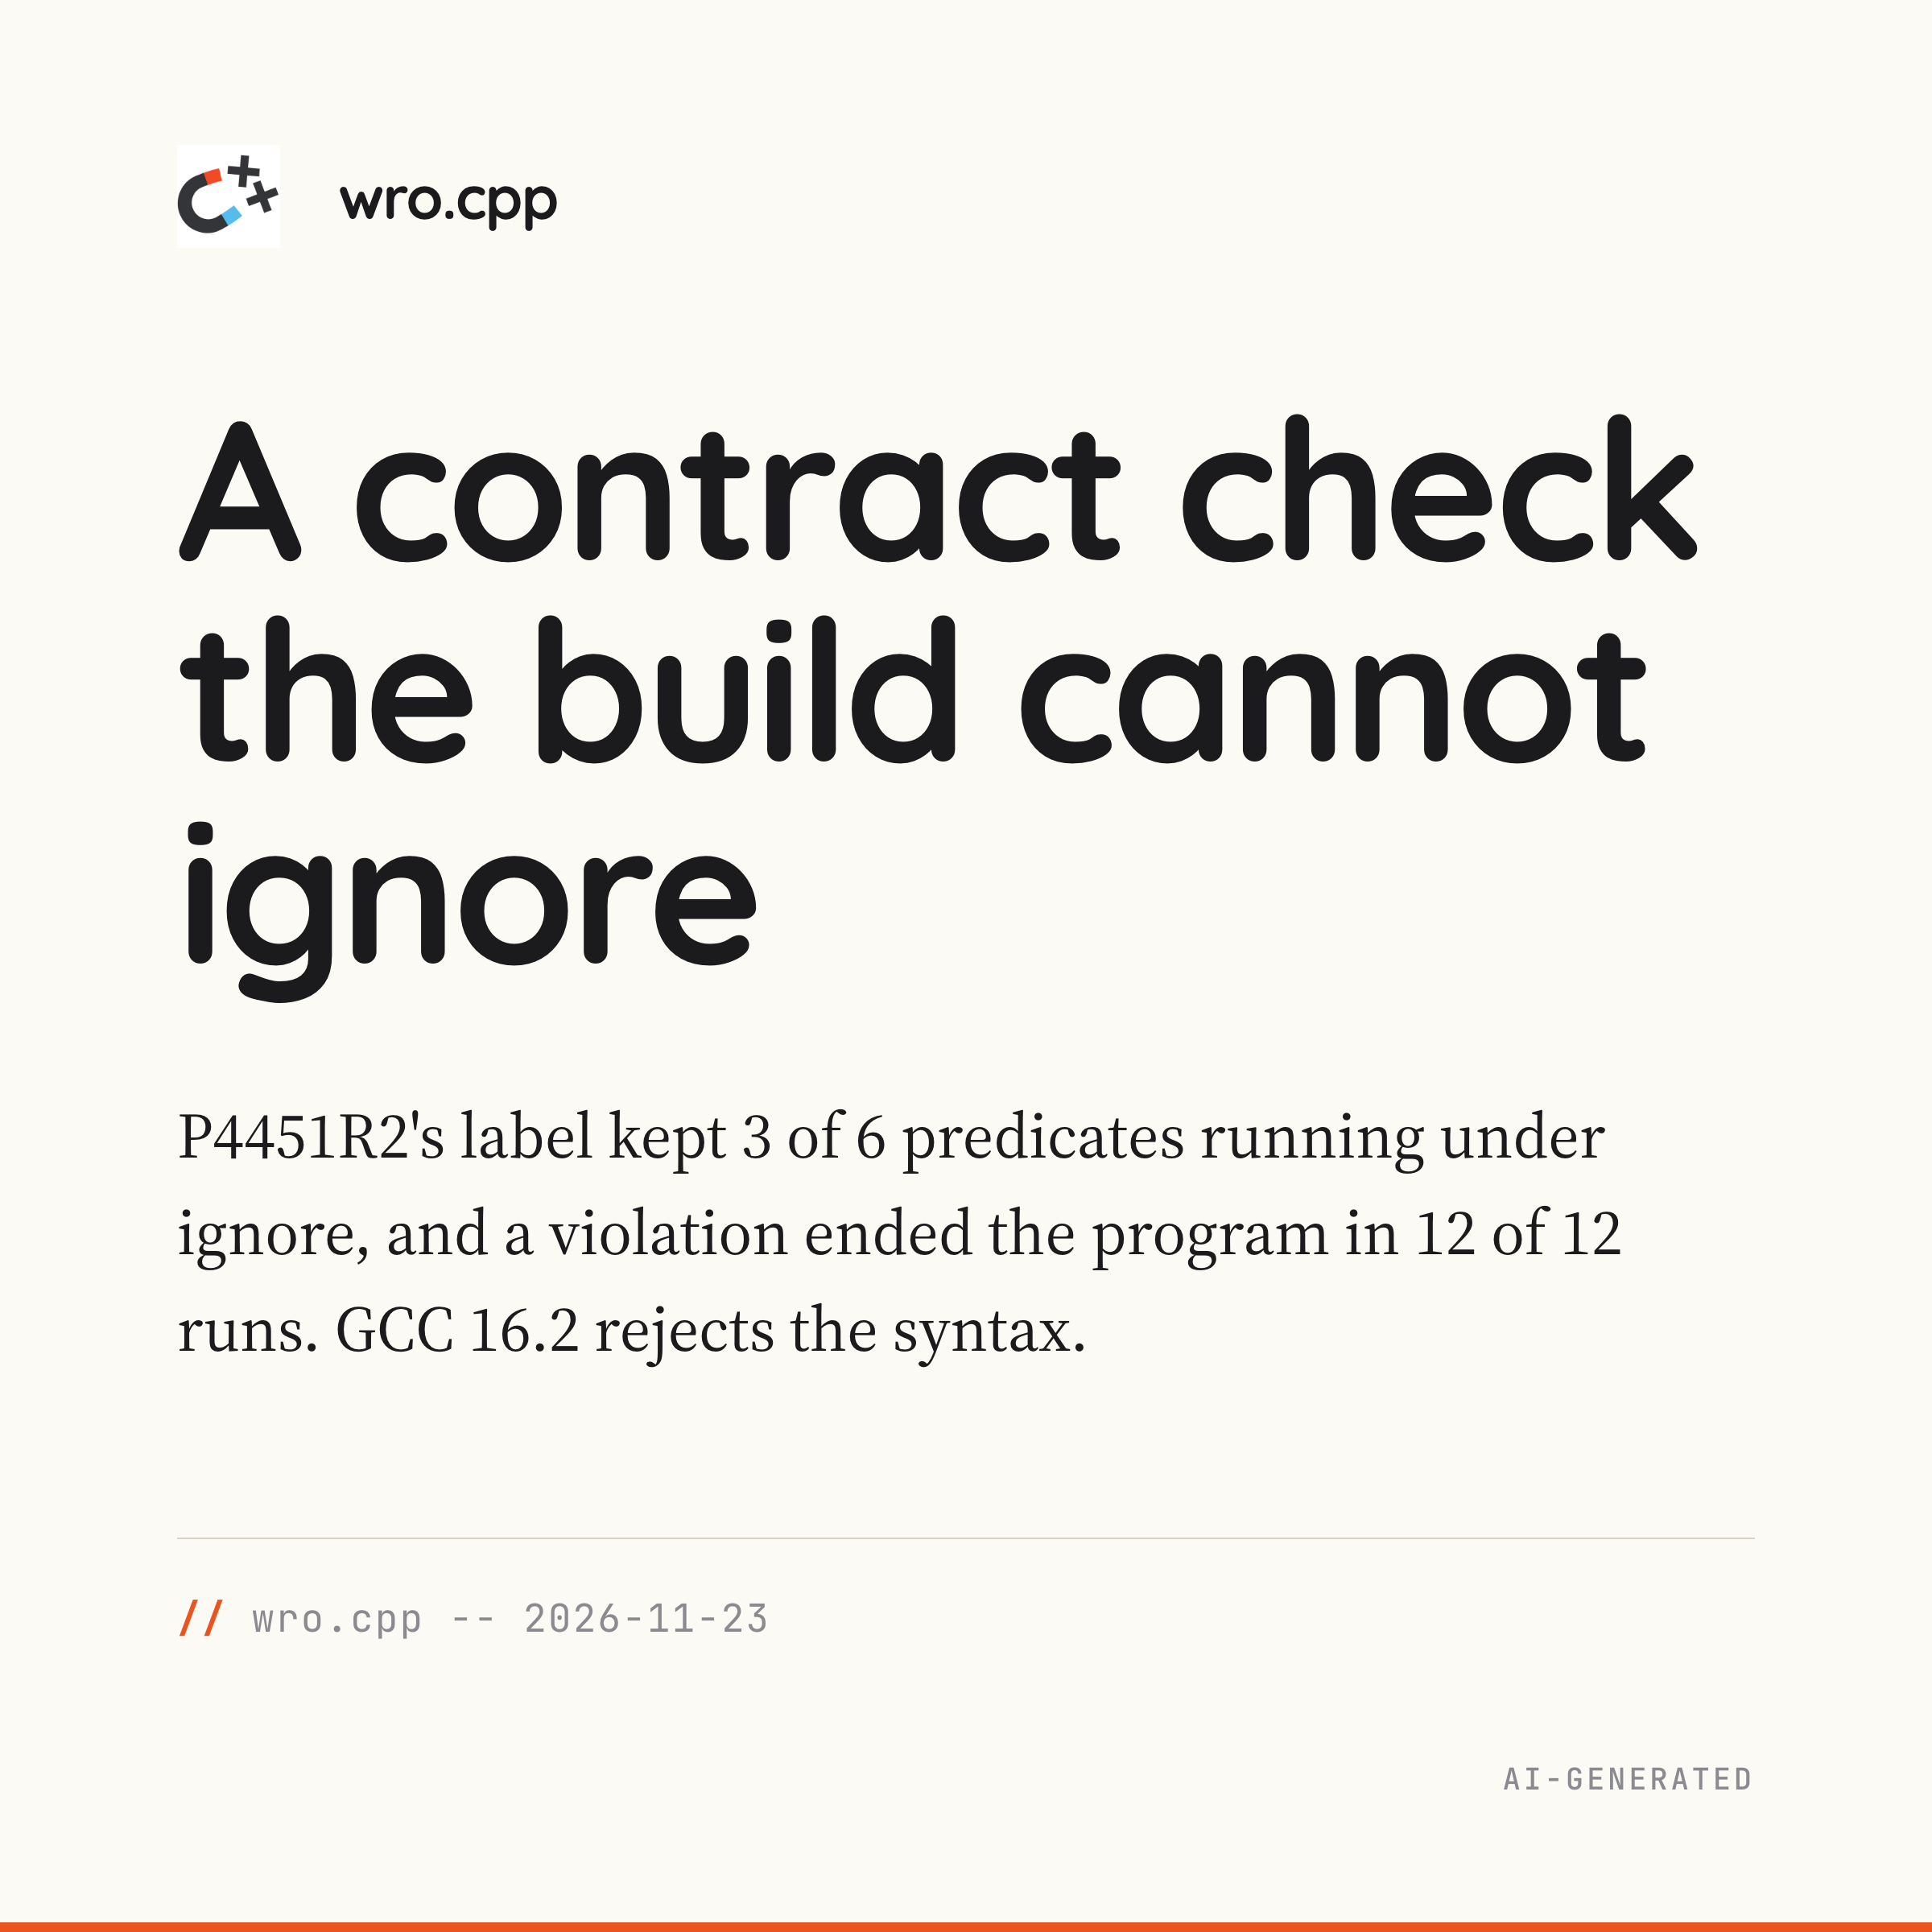 wro.cpp
A contract check
the build cannot
ignore
P4451R2's label kept 3 of 6 predicates running under
ignore, and a violation ended the program in 12 of 12
runs. GCC 16.2 rejects the syntax.
// wro.cpp -- 2026-11-23
AI-GENERATED